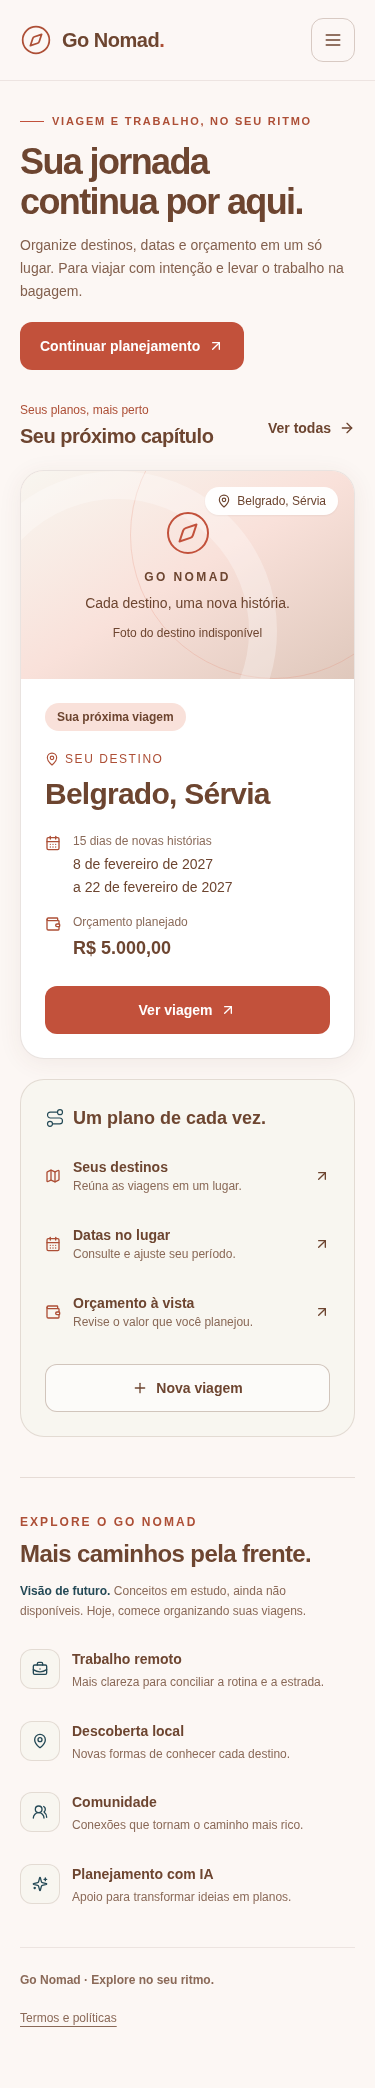 Go Nomad.
VIAGEM E TRABALHO, NO SEU RITMO
Sua jornada
continua por aqui.
Organize destinos, datas e orçamento em um só
lugar. Para viajar com intenção e levar o trabalho na
bagagem.
Continuar planejamento
Seus planos, mais perto
Seu próximo capítulo
Ver todas
Belgrado, Sérvia
GO NOMAD
Cada destino, uma nova história.
Foto do destino indisponível
Sua próxima viagem
SEU DESTINO
Belgrado, Sérvia
15 dias de novas histórias
8 de fevereiro de 2027
a 22 de fevereiro de 2027
Orçamento planejado
R$ 5.000,00
Ver viagem
Um plano de cada vez.
Seus destinos
Reúna as viagens em um lugar.
Datas no lugar
Consulte e ajuste seu período.
Orçamento à vista
Revise o valor que você planejou.
Nova viagem
EXPLORE O GO NOMAD
Mais caminhos pela frente.
Visão de futuro. Conceitos em estudo, ainda não
disponíveis. Hoje, comece organizando suas viagens.
Trabalho remoto
Mais clareza para conciliar a rotina e a estrada.
Descoberta local
Novas formas de conhecer cada destino.
Comunidade
Conexões que tornam o caminho mais rico.
Planejamento com IA
Apoio para transformar ideias em planos.
Go Nomad · Explore no seu ritmo.
Termos e políticas